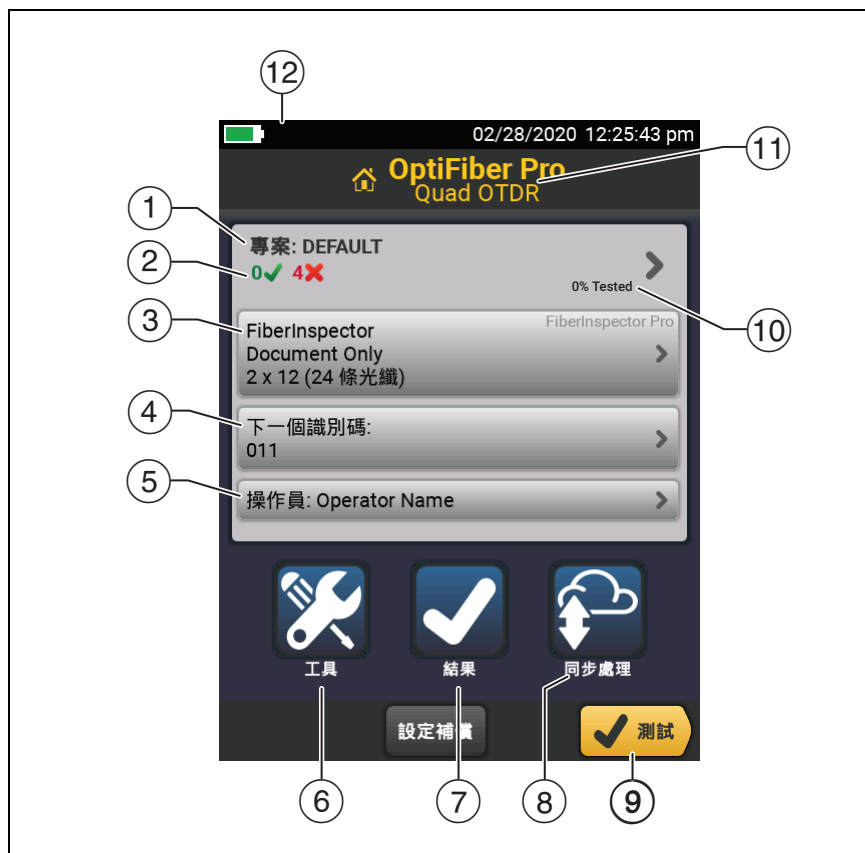 12
02/28/2020 12:25:43 pm
OptiFiber Pro
11
Quad OTDR
1
專案: DEFAULT
2
0 4
0% Tested
10
3
FiberInspector Pro
FiberInspector
Document Only
2 x 12 (24 條光纖)
4
下一個識別碼:
011
5
操作員: Operator Name
工具
結果
同步處理
設定補償
測試
6
7
8
9